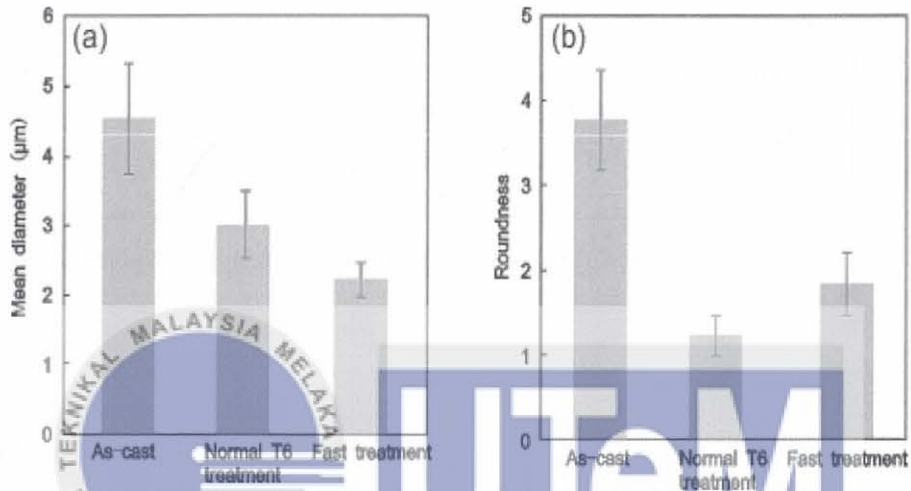 (a)
Mean diameter (μm)
6
5
4
3
2
1
0
As-cast
Normal T6
treatment
Fast treatment
(b)
Roundness
5
4
3
2
1
0
As-cast
Normal T6
treatment
Fast treatment
TEKNIKAL MALAYSIA MELAKA
UTeM